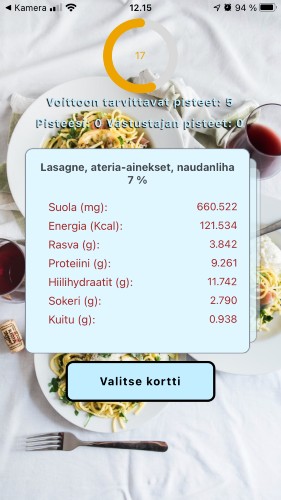 Kamera 12.15 94 %
17
Voittoon tarvittavat pisteet: 5
Pisteesi: 0 Vastustajan pisteet: 0
Lasagne, ateria-ainekset, naudanliha
7 %
Suola (mg): 660.522
Energia (Kcal): 121.534
Rasva (g): 3.842
Proteiini (g): 9.261
Hiilihydraatit (g): 11.742
Sokeri (g): 2.790
Kuitu (g): 0.938
Valitse kortti